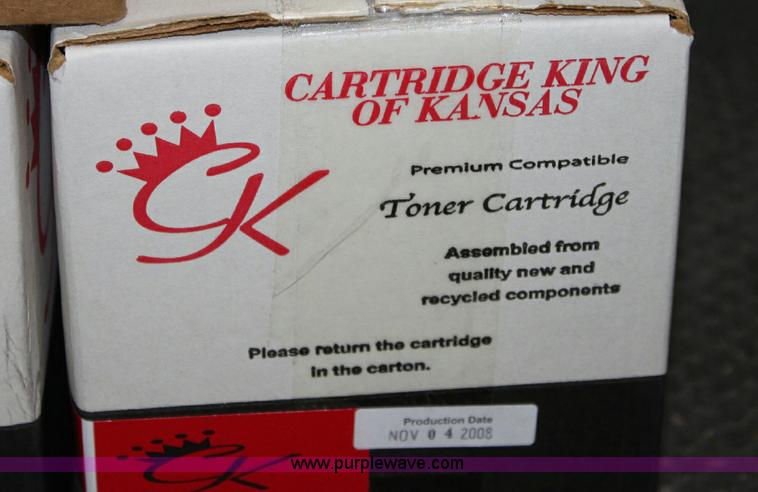 CARTRIDGE KING
OF KANSAS
CK
Premium Compatible
Toner Cartridge
Assembled from
quality new and
recycled components
Please return the cartridge
in the carton.
Production Date
NOV 0 4 2008
CK
www.purplewave.com